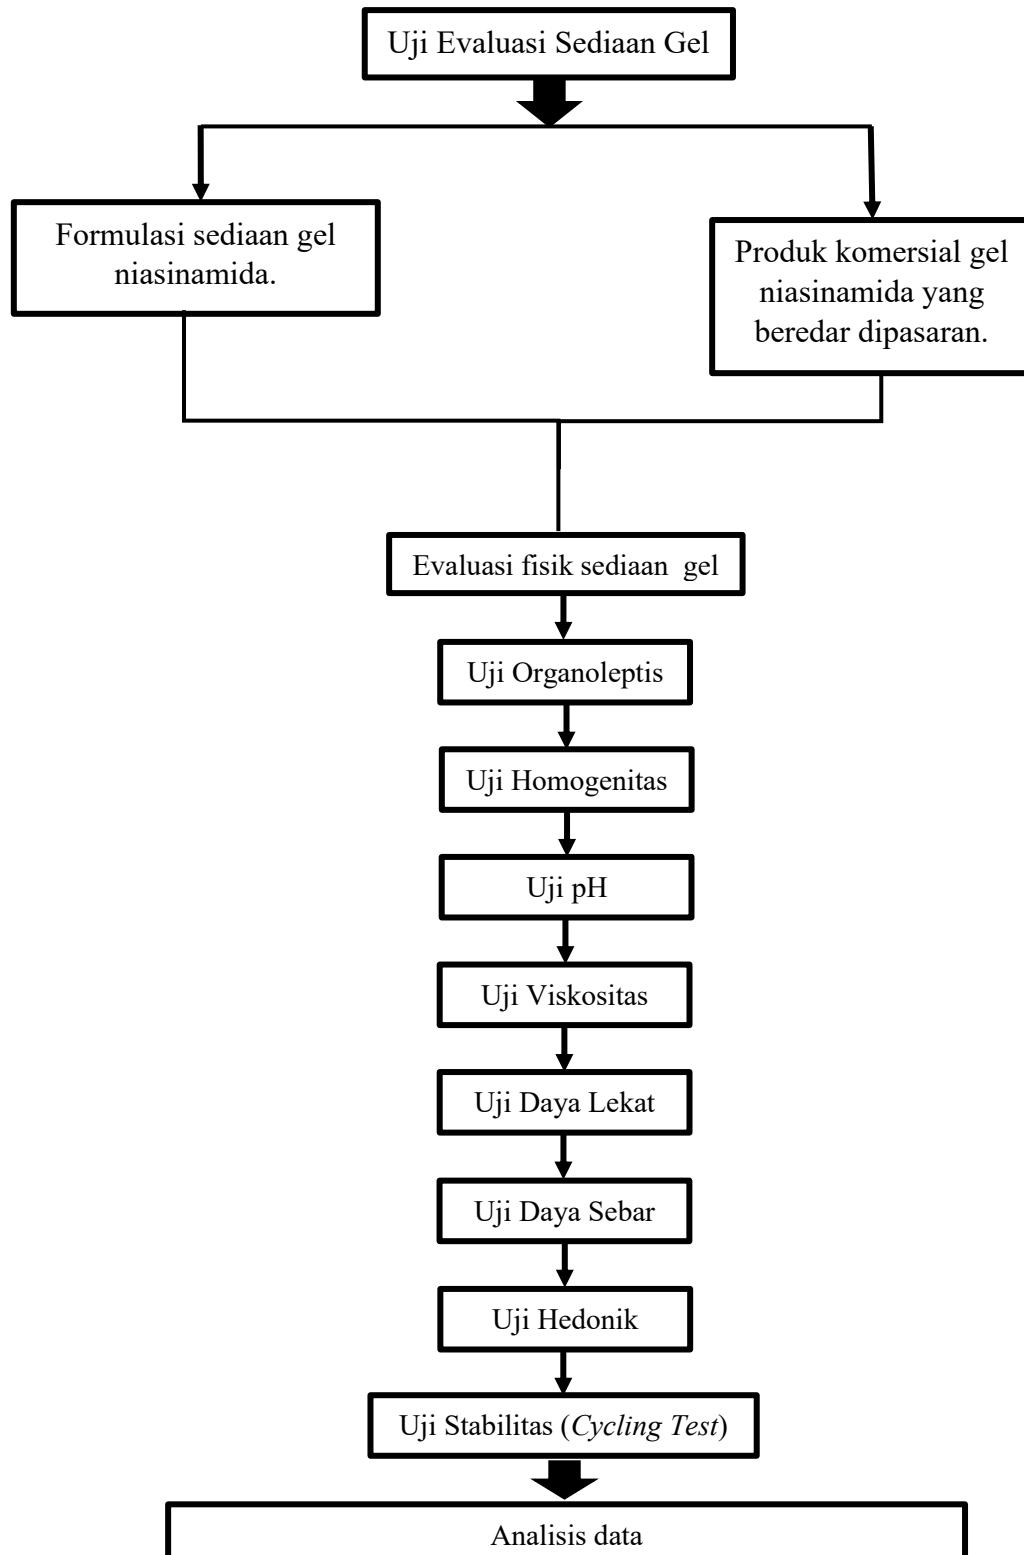 Uji Evaluasi Sediaan Gel
Formulasi sediaan gel
niasinamida.
Produk komersial gel
niasinamida yang
beredar dipasaran.
Evaluasi fisik sediaan  gel
Uji Organoleptis
Uji Homogenitas
Uji pH
Uji Viskositas
Uji Daya Lekat
Uji Daya Sebar
Uji Hedonik
Uji Stabilitas (Cycling Test)
Analisis data